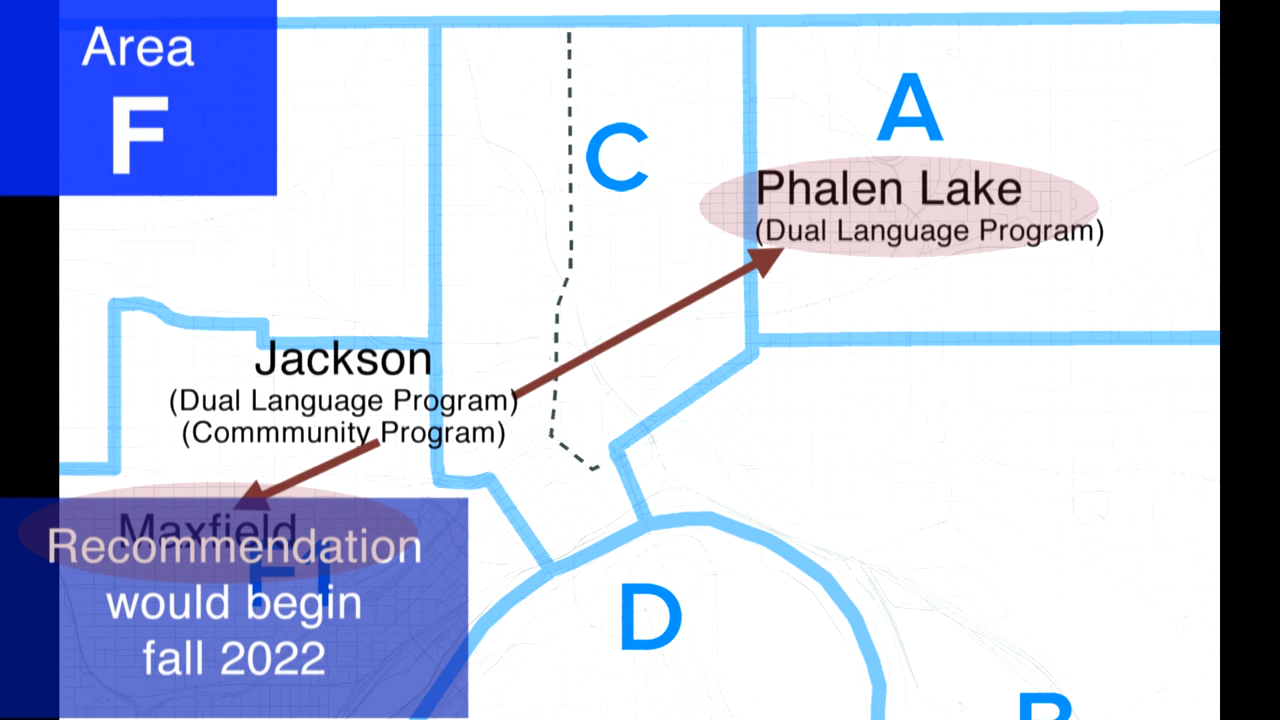 Area
F
C
A
Phalen Lake
(Dual Language Program)
Jackson
(Dual Language Program)
(Commmunity Program)
Maxfield
Recommendation
would begin
fall 2022
D
B